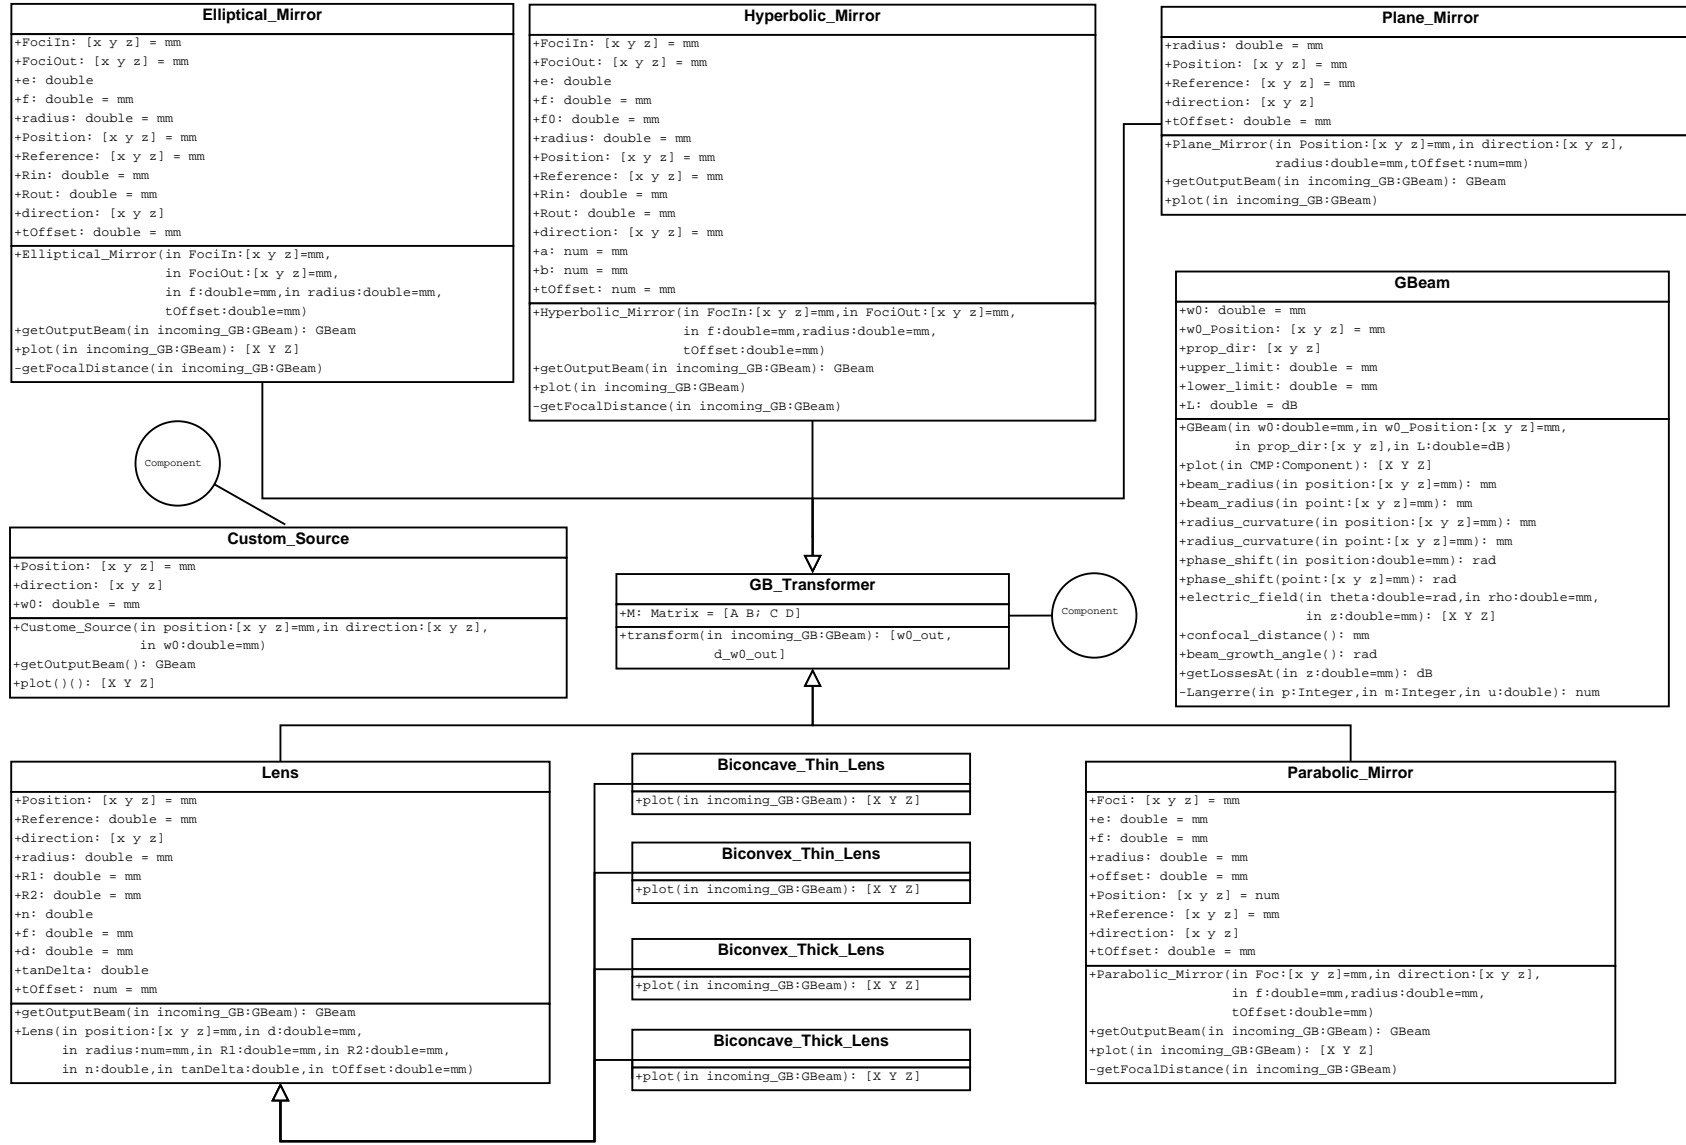 Elliptical_Mirror
+FociIn: [x y z] = mm
+FociOut: [x y z] = mm
+e: double
+f: double = mm
+radius: double = mm
+Position: [x y z] = mm
+Reference: [x y z] = mm
+Rin: double = mm
+Rout: double = mm
+direction: [x y z]
+tOffset: double = mm
+Elliptical_Mirror(in FociIn:[x y z]=mm,
in FociOut:[x y z]=mm,
in f:double=mm,in radius:double=mm,
tOffset:double=mm)
+getOutputBeam(in incoming_GB:GBeam): GBeam
+plot(in incoming_GB:GBeam): [X Y Z]
-getFocalDistance(in incoming_GB:GBeam)
Hyperbolic_Mirror
+FociIn: [x y z] = mm
+FociOut: [x y z] = mm
+e: double
+f: double = mm
+f0: double = mm
+radius: double = mm
+Position: [x y z] = mm
+Reference: [x y z] = mm
+Rin: double = mm
+Rout: double = mm
+direction: [x y z] = mm
+a: num = mm
+b: num = mm
+tOffset: num = mm
+Hyperbolic_Mirror(in FocIn:[x y z]=mm,in FociOut:[x y z]=mm,
in f:double=mm,radius:double=mm,
tOffset:double=mm)
+getOutputBeam(in incoming_GB:GBeam): GBeam
+plot(in incoming_GB:GBeam)
-getFocalDistance(in incoming_GB:GBeam)
Plane_Mirror
+radius: double = mm
+Position: [x y z] = mm
+Reference: [x y z] = mm
+direction: [x y z]
+tOffset: double = mm
+Plane_Mirror(in Position:[x y z]=mm,in direction:[x y z],
radius:double=mm,tOffset:num=mm)
+getOutputBeam(in incoming_GB:GBeam): GBeam
+plot(in incoming_GB:GBeam)
GBeam
+w0: double = mm
+w0_Position: [x y z] = mm
+prop_dir: [x y z]
+upper_limit: double = mm
+lower_limit: double = mm
+L: double = dB
+GBeam(in w0:double=mm,in w0_Position:[x y z]=mm,
in prop_dir:[x y z],in L:double=dB)
+plot(in CMP:Component): [X Y Z]
+beam_radius(in position:[x y z]=mm): mm
+beam_radius(in point:[x y z]=mm): mm
+radius_curvature(in position:[x y z]=mm): mm
+radius_curvature(in point:[x y z]=mm): mm
+phase_shift(in position:double=mm): rad
+phase_shift(point:[x y z]=mm): rad
+electric_field(in theta:double=rad,in rho:double=mm,
in z:double=mm): [X Y Z]
+confocal_distance(): mm
+beam_growth_angle(): rad
+getLossesAt(in z:double=mm): dB
-Langerre(in p:Integer,in m:Integer,in u:double): num
Component
Custom_Source
+Position: [x y z] = mm
+direction: [x y z]
+w0: double = mm
+Custome_Source(in position:[x y z]=mm,in direction:[x y z],
in w0:double=mm)
+getOutputBeam(): GBeam
+plot()(): [X Y Z]
GB_Transformer
+M: Matrix = [A B; C D]
+transform(in incoming_GB:GBeam): [w0_out,
d_w0_out]
Component
Lens
+Position: [x y z] = mm
+Reference: double = mm
+direction: [x y z]
+radius: double = mm
+R1: double = mm
+R2: double = mm
+n: double
+f: double = mm
+d: double = mm
+tanDelta: double
+tOffset: num = mm
+getOutputBeam(in incoming_GB:GBeam): GBeam
+Lens(in position:[x y z]=mm,in d:double=mm,
in radius:num=mm,in R1:double=mm,in R2:double=mm,
in n:double,in tanDelta:double,in tOffset:double=mm)
Biconcave_Thin_Lens
+plot(in incoming_GB:GBeam): [X Y Z]
Biconvex_Thin_Lens
+plot(in incoming_GB:GBeam): [X Y Z]
Biconvex_Thick_Lens
+plot(in incoming_GB:GBeam): [X Y Z]
Biconcave_Thick_Lens
+plot(in incoming_GB:GBeam): [X Y Z]
Parabolic_Mirror
+Foci: [x y z] = mm
+e: double = mm
+f: double = mm
+radius: double = mm
+offset: double = mm
+Position: [x y z] = num
+Reference: [x y z] = mm
+direction: [x y z]
+tOffset: double = mm
+Parabolic_Mirror(in Foc:[x y z]=mm,in direction:[x y z],
in f:double=mm,radius:double=mm,
tOffset:double=mm)
+getOutputBeam(in incoming_GB:GBeam): GBeam
+plot(in incoming_GB:GBeam): [X Y Z]
-getFocalDistance(in incoming_GB:GBeam)